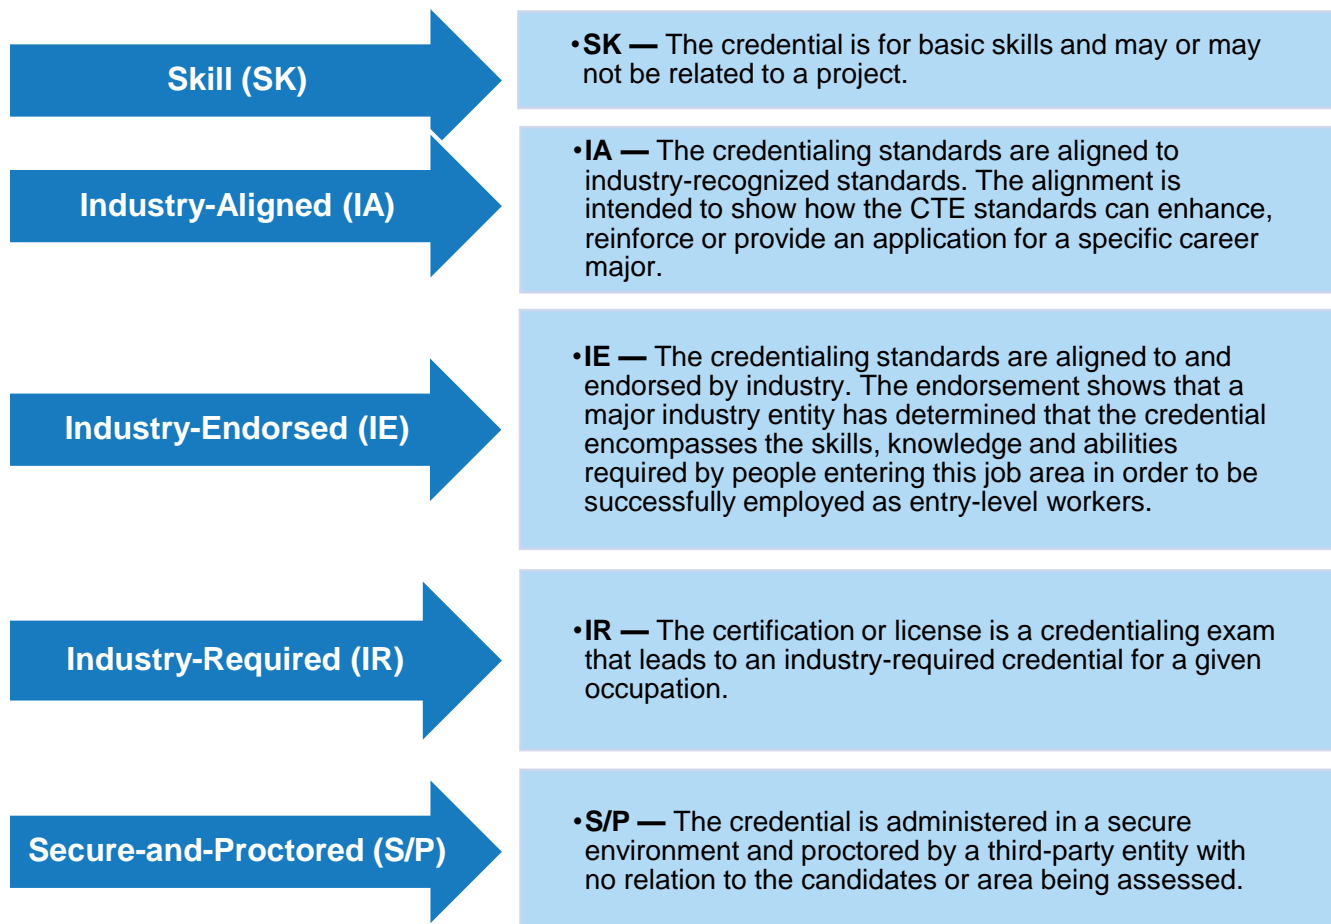 Skill (SK)
•SK — The credential is for basic skills and may or may
not be related to a project.
Industry-Aligned (IA)
•IA — The credentialing standards are aligned to
industry-recognized standards. The alignment is
intended to show how the CTE standards can enhance,
reinforce or provide an application for a specific career
major.
Industry-Endorsed (IE)
•IE — The credentialing standards are aligned to and
endorsed by industry. The endorsement shows that a
major industry entity has determined that the credential
encompasses the skills, knowledge and abilities
required by people entering this job area in order to be
successfully employed as entry-level workers.
Industry-Required (IR)
•IR — The certification or license is a credentialing exam
that leads to an industry-required credential for a given
occupation.
Secure-and-Proctored (S/P)
•S/P — The credential is administered in a secure
environment and proctored by a third-party entity with
no relation to the candidates or area being assessed.